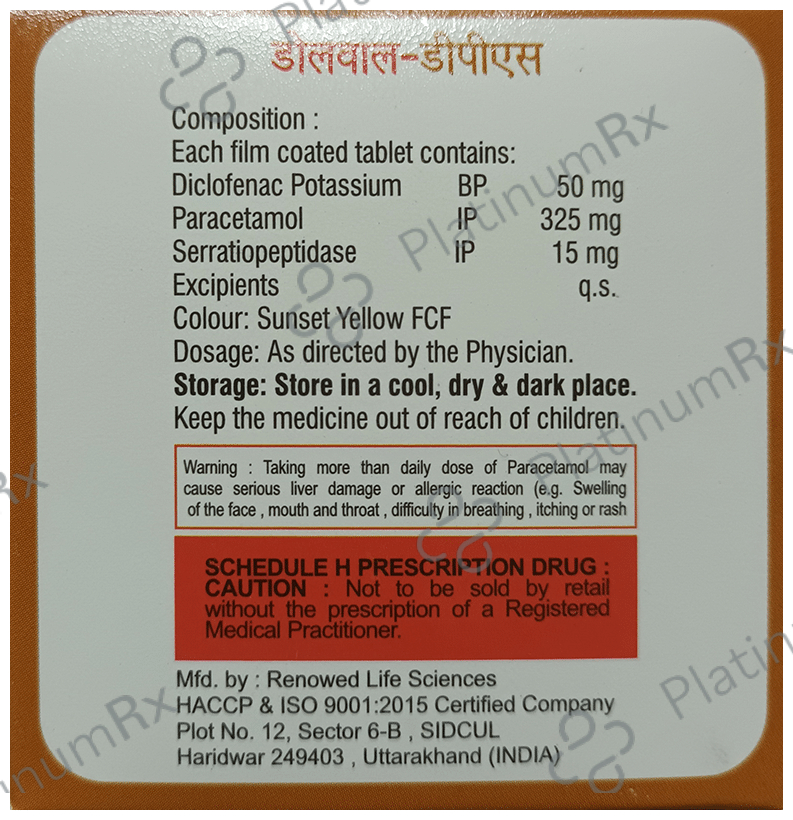 डोलवाल-डीपीएस
Composition :
Each film coated tablet contains:
Diclofenac Potassium BP 50 mg
Paracetamol IP 325 mg
Serratiopeptidase IP 15 mg
Excipients q.s.
Colour: Sunset Yellow FCF
Dosage: As directed by the Physician.
Storage: Store in a cool, dry & dark place.
Keep the medicine out of reach of children.
Warning : Taking more than daily dose of Paracetamol may
cause serious liver damage or allergic reaction (e.g. Swelling
of the face , mouth and throat , difficulty in breathing , itching or rash
SCHEDULE H PRESCRIPTION DRUG :
CAUTION : Not to be sold by retail
without the prescription of a Registered
Medical Practitioner.
Mfd. by : Renowed Life Sciences
HACCP & ISO 9001:2015 Certified Company
Plot No. 12, Sector 6-B , SIDCUL
Haridwar 249403 , Uttarakhand (INDIA)
PlatinumRx
PlatinumRx
Rx
Platin
inumRx